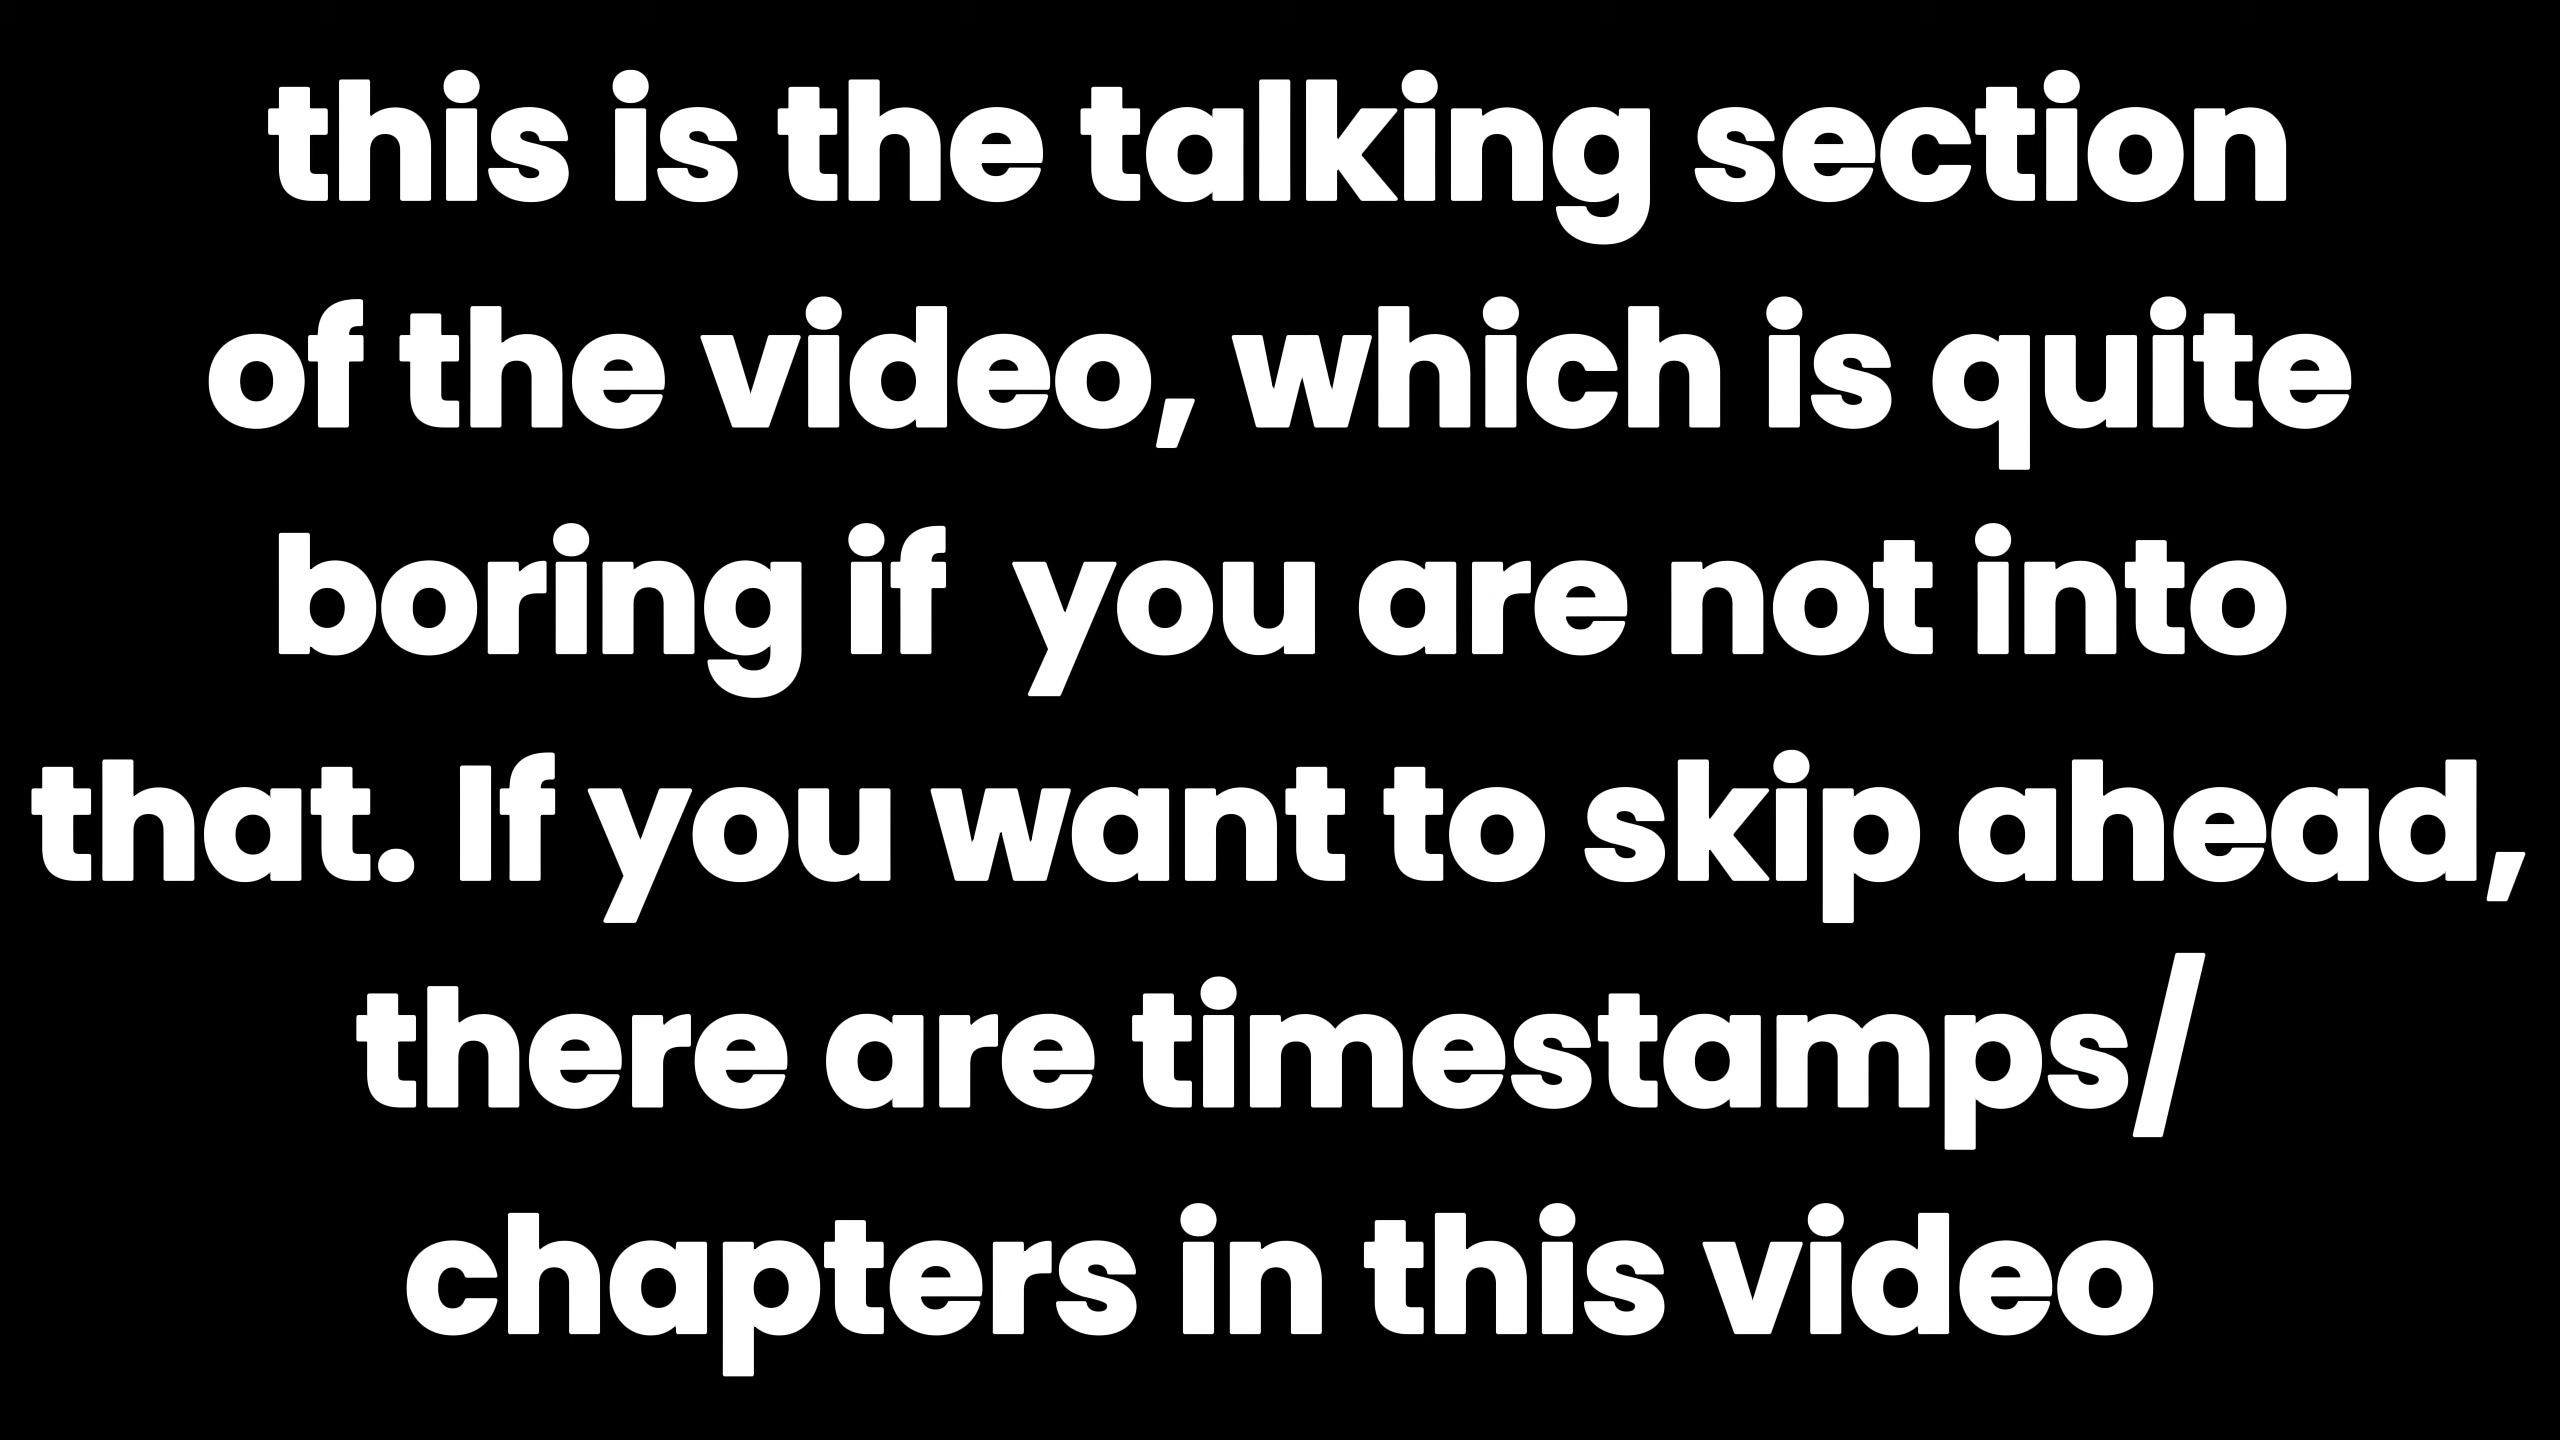 this is the talking section
of the video, which is quite
boring if  you are not into
that. If you want to skip ahead,
there are timestamps/
chapters in this video